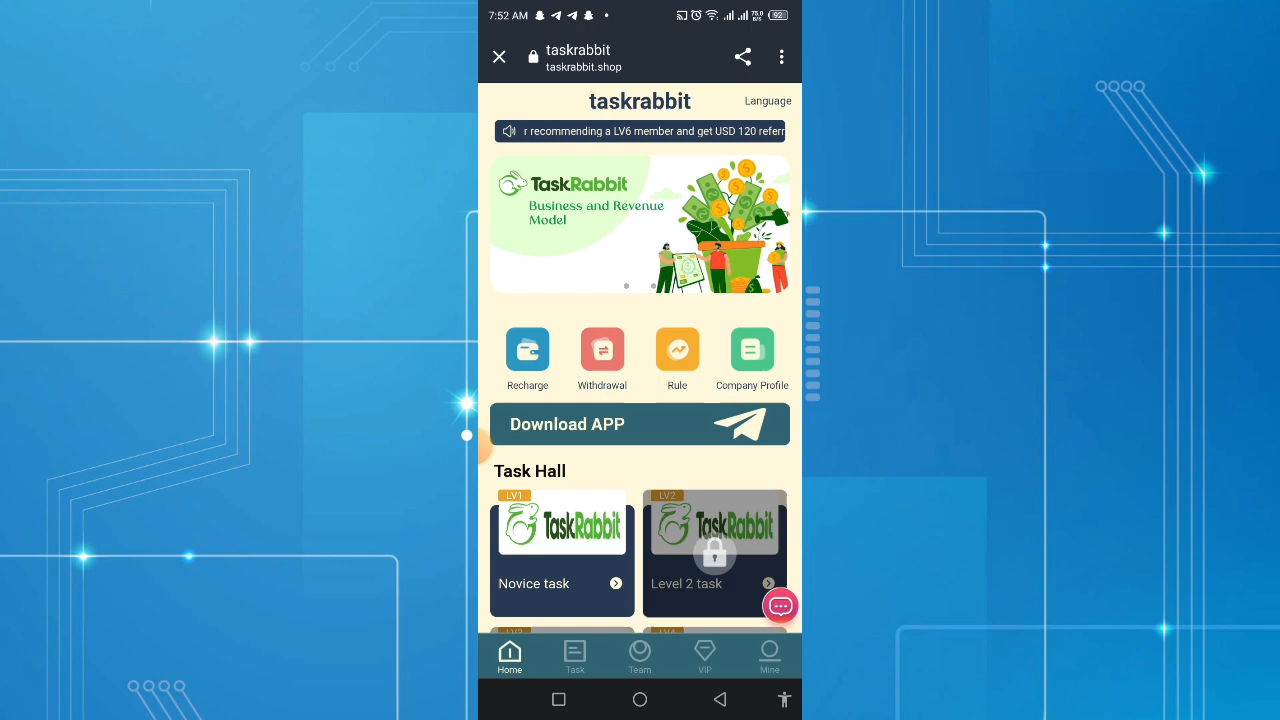 7:52 AM
75.0
B/S
92
taskrabbit
taskrabbit.shop
taskrabbit
Language
r recommending a LV6 member and get USD 120 referr
TaskRabbit
Business and Revenue
Model
Recharge
Withdrawal
Rule
Company Profile
Download APP
Task Hall
LV1
LV2
TaskRabbit
TaskRabbit
Novice task
Level 2 task
Home
Task
Team
VIP
Mine